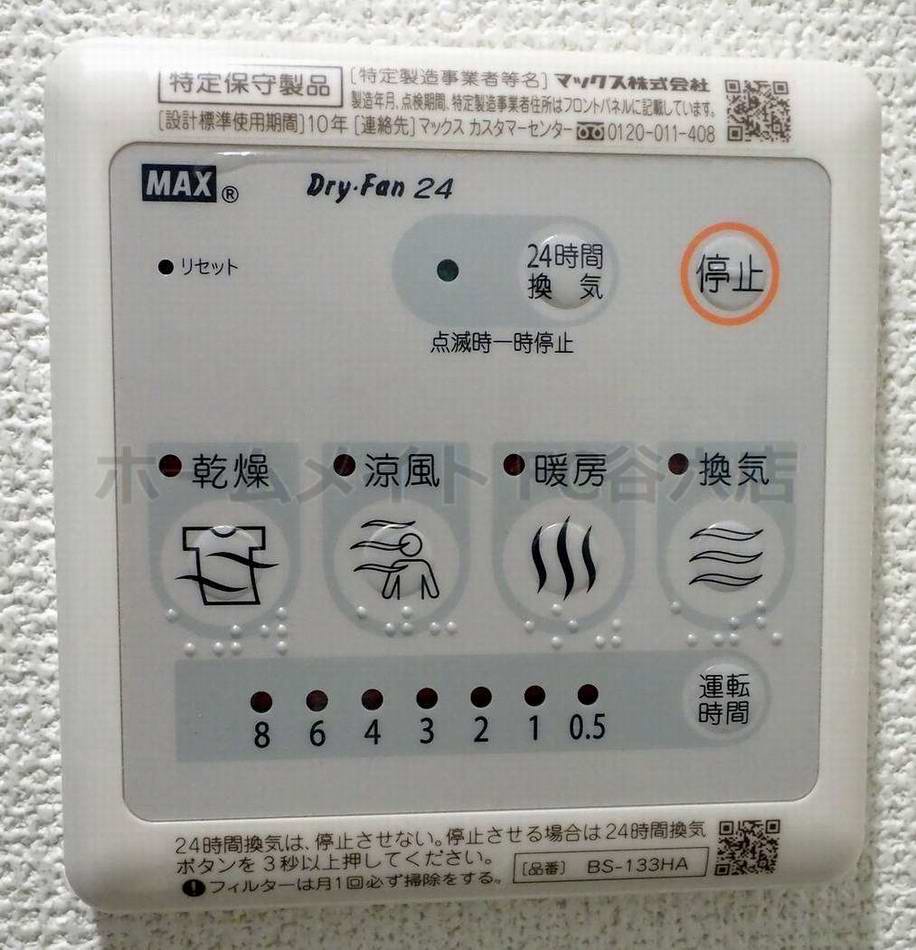 特定保守製品 [特定製造事業者等名] マックス株式会社
製造年月、点検期間、特定製造事業者住所はフロントパネルに記載しています。
[設計標準使用期間]10年 [連絡先]マックス カスタマーセンター 0120-011-408
MAX® Dry・Fan 24
リセット
24時間
換 気
停止
点滅時一時停止
乾燥 涼風 暖房 換気
8 6 4 3 2 1 0.5
運転
時間
24時間換気は、停止させない。停止させる場合は24時間換気
ボタンを3秒以上押してください。
[品番] BS-133HA
フィルターは月1回必ず掃除をする。